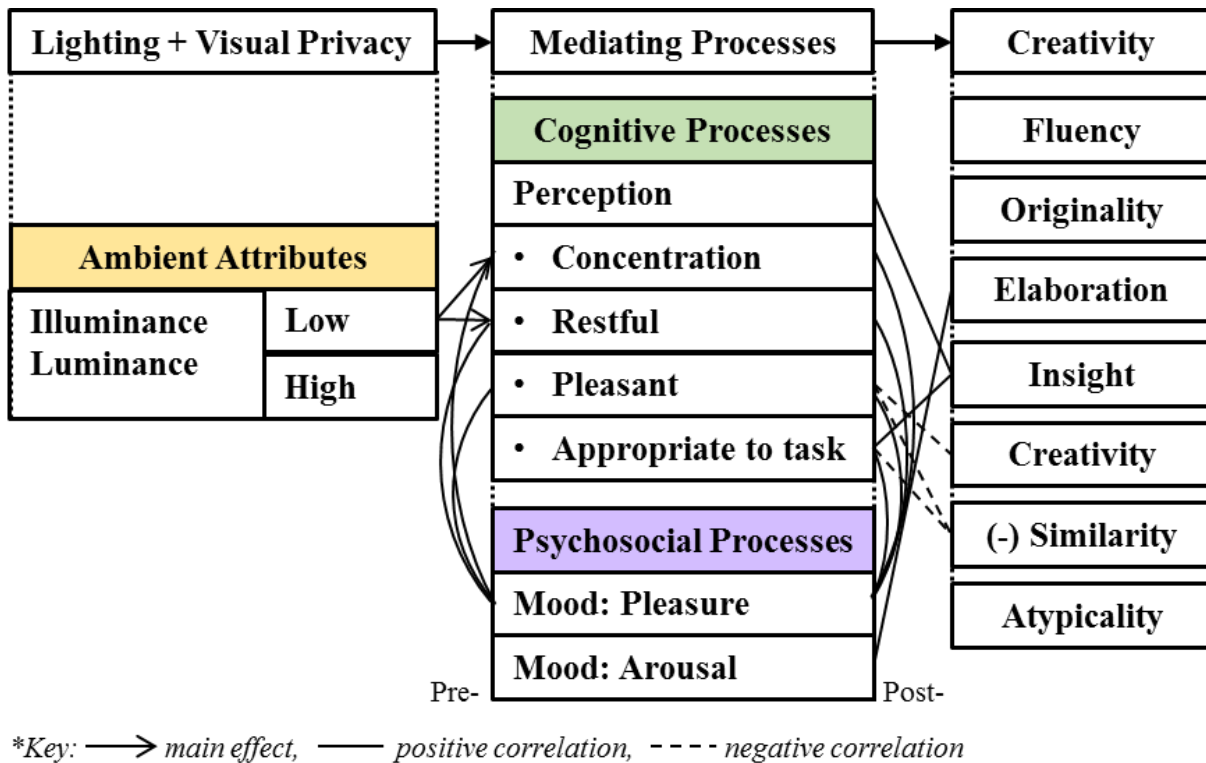 Lighting + Visual Privacy
Mediating Processes
Creativity
Ambient Attributes
Illuminance
Luminance
Low
High
Cognitive Processes
Perception
• Concentration
• Restful
• Pleasant
• Appropriate to task
Psychosocial Processes
Mood: Pleasure
Mood: Arousal
Pre-
Post-
Fluency
Originality
Elaboration
Insight
Creativity
(-) Similarity
Atypicality
*Key: main effect, positive correlation, negative correlation